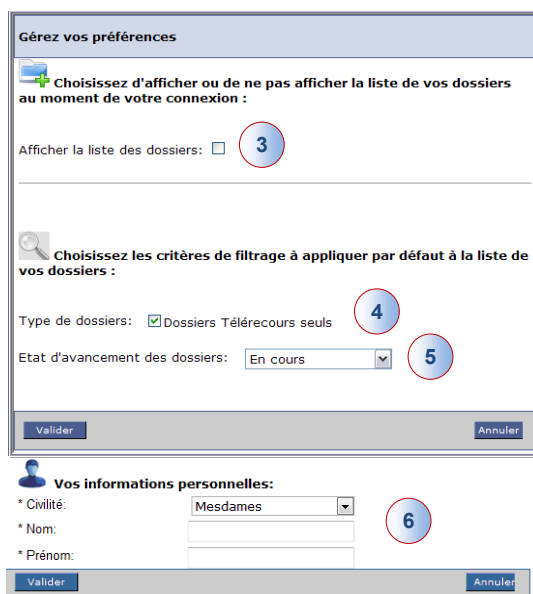 Gérez vos préférences
Choisissez d'afficher ou de ne pas afficher la liste de vos dossiers
au moment de votre connexion :
Afficher la liste des dossiers:
3
Choisissez les critères de filtrage à appliquer par défaut à la liste de
vos dossiers :
Type de dossiers: Dossiers Télérecours seuls
4
Etat d'avancement des dossiers: En cours
5
Valider Annuler
Vos informations personnelles:
* Civilité: Mesdames
* Nom:
6
* Prénom:
Valider Annuler